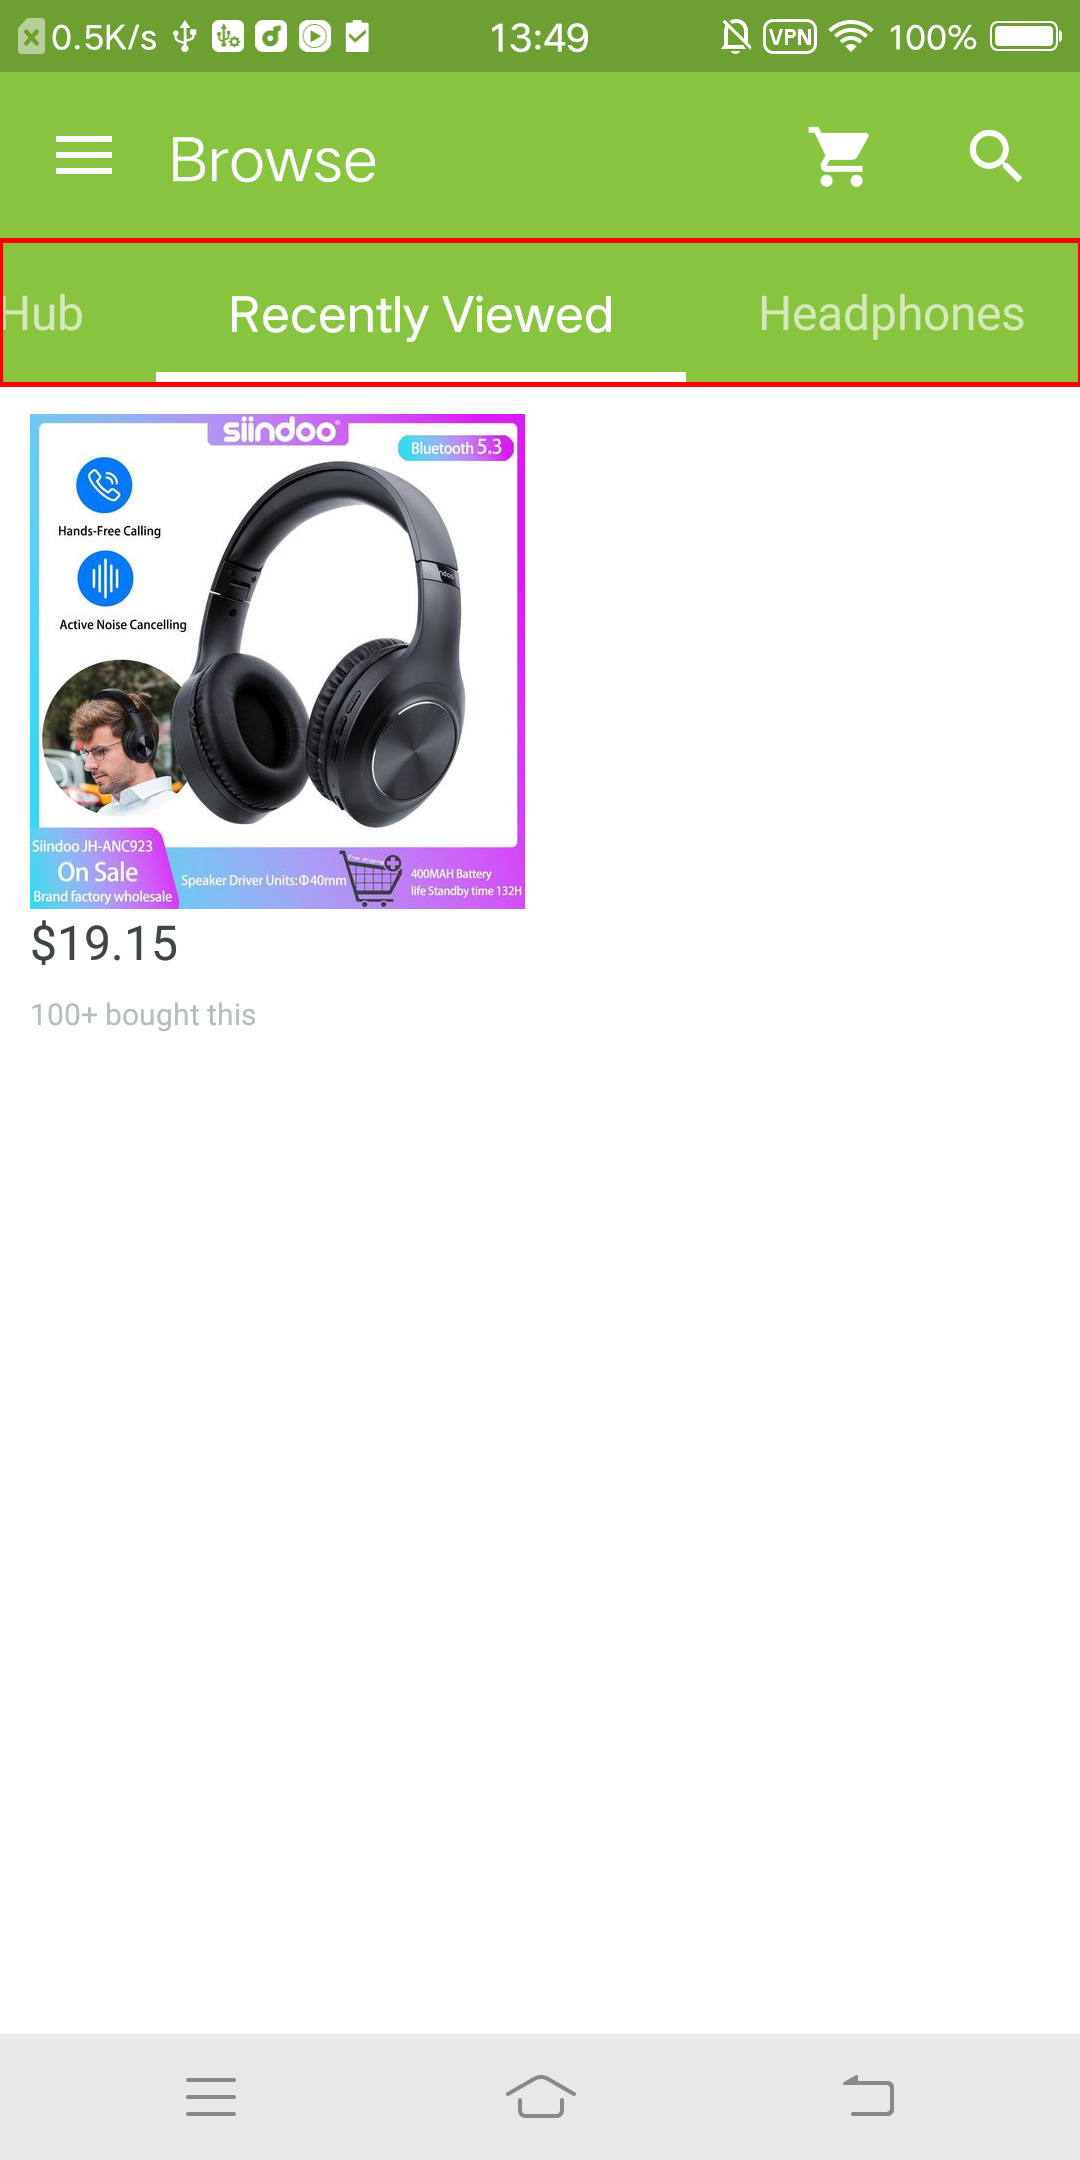 0.5K/s 13:49 VPN 100%
Browse
Hub Recently Viewed Headphones
siindoo
Bluetooth 5.3
Hands-Free Calling
Active Noise Cancelling
Siindoo JH-ANC923
On Sale
Brand factory wholesale
Speaker Driver Units:Φ40mm
Free shipping
400MAH Battery
life Standby time 132H
$19.15
100+ bought this